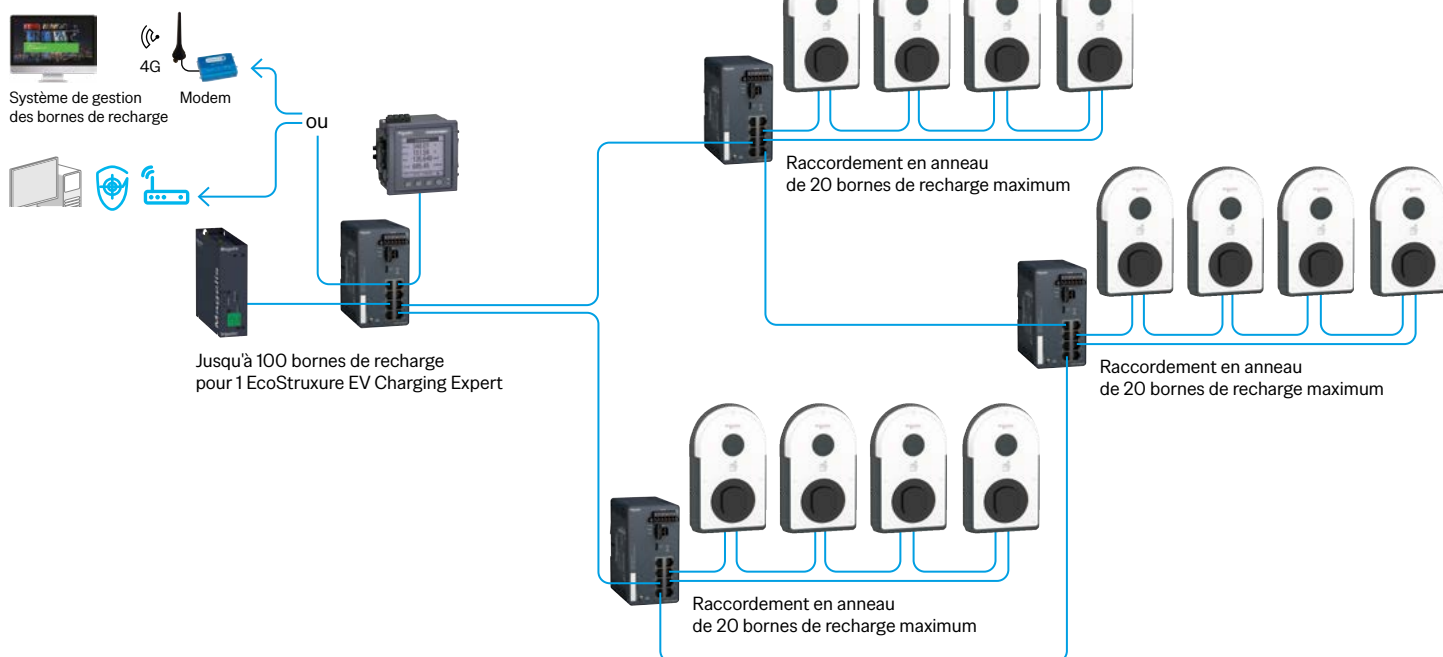 4G
Système de gestion
des bornes de recharge
Modem
ou
Magelis
Jusqu'à 100 bornes de recharge
pour 1 EcoStruxure EV Charging Expert
Raccordement en anneau
de 20 bornes de recharge maximum
Raccordement en anneau
de 20 bornes de recharge maximum
Raccordement en anneau
de 20 bornes de recharge maximum